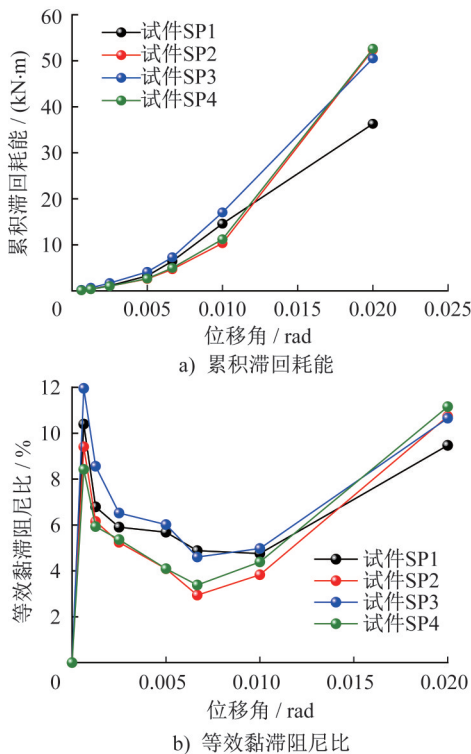 60
50
40
30
20
10
0
试件SP1
试件SP2
试件SP3
试件SP4
累积滞回耗能 / (kN·m)
0.005 0.010 0.015 0.020 0.025
位移角 / rad
a) 累积滞回耗能
12
10
8
6
4
2
0
等效黏滞阻尼比 / %
试件SP1
试件SP2
试件SP3
试件SP4
0.005 0.010 0.015 0.020
位移角 / rad
b) 等效黏滞阻尼比